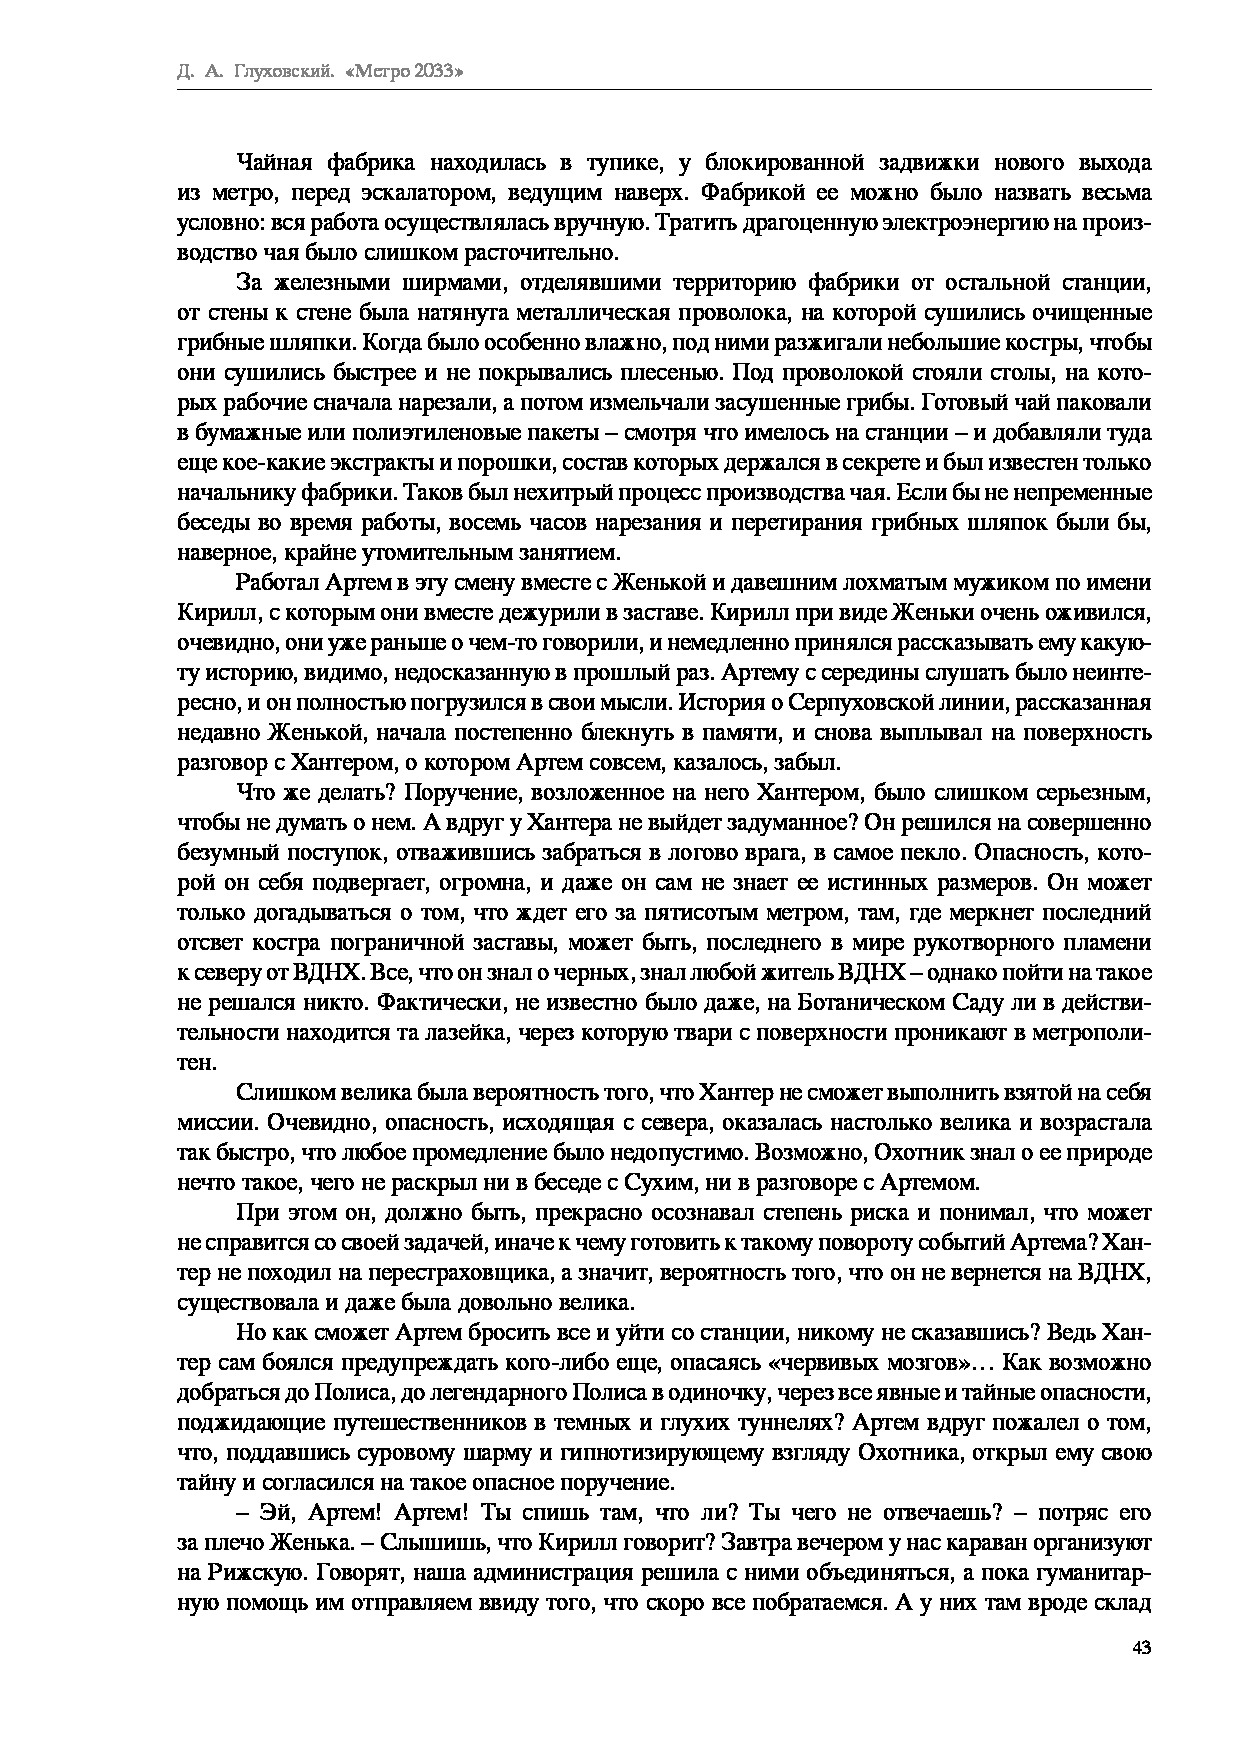 Д. А. Глуховский. «Метро 2033»
Чайная фабрика находилась в тупике, у блокированной задвижки нового выхода
из метро, перед эскалатором, ведущим наверх. Фабрикой ее можно было назвать весьма
условно: вся работа осуществлялась вручную. Тратить драгоценную электроэнергию на произ-
водство чая было слишком расточительно.
За железными ширмами, отделявшими территорию фабрики от остальной станции,
от стены к стене была натянута металлическая проволока, на которой сушились очищенные
грибные шляпки. Когда было особенно влажно, под ними разжигали небольшие костры, чтобы
они сушились быстрее и не покрывались плесенью. Под проволокой стояли столы, на кото-
рых рабочие сначала нарезали, а потом измельчали засушенные грибы. Готовый чай паковали
в бумажные или полиэтиленовые пакеты – смотря что имелось на станции – и добавляли туда
еще кое-какие экстракты и порошки, состав которых держался в секрете и был известен только
начальнику фабрики. Таков был нехитрый процесс производства чая. Если бы не непременные
беседы во время работы, восемь часов нарезания и перетирания грибных шляпок были бы,
наверное, крайне утомительным занятием.
Работал Артем в эту смену вместе с Женькой и давешним лохматым мужиком по имени
Кирилл, с которым они вместе дежурили в заставе. Кирилл при виде Женьки очень оживился,
очевидно, они уже раньше о чем-то говорили, и немедленно принялся рассказывать ему какую-
ту историю, видимо, недосказанную в прошлый раз. Артему с середины слушать было неинте-
ресно, и он полностью погрузился в свои мысли. История о Серпуховской линии, рассказанная
недавно Женькой, начала постепенно блекнуть в памяти, и снова выплывал на поверхность
разговор с Хантером, о котором Артем совсем, казалось, забыл.
Что же делать? Поручение, возложенное на него Хантером, было слишком серьезным,
чтобы не думать о нем. А вдруг у Хантера не выйдет задуманное? Он решился на совершенно
безумный поступок, отважившись забраться в логово врага, в самое пекло. Опасность, кото-
рой он себя подвергает, огромна, и даже он сам не знает ее истинных размеров. Он может
только догадываться о том, что ждет его за пятисотым метром, там, где меркнет последний
отсвет костра пограничной заставы, может быть, последнего в мире рукотворного пламени
к северу от ВДНХ. Все, что он знал о черных, знал любой житель ВДНХ – однако пойти на такое
не решался никто. Фактически, не известно было даже, на Ботаническом Саду ли в действи-
тельности находится та лазейка, через которую твари с поверхности проникают в метрополи-
тен.
Слишком велика была вероятность того, что Хантер не сможет выполнить взятой на себя
миссии. Очевидно, опасность, исходящая с севера, оказалась настолько велика и возрастала
так быстро, что любое промедление было недопустимо. Возможно, Охотник знал о ее природе
нечто такое, чего не раскрыл ни в беседе с Сухим, ни в разговоре с Артемом.
При этом он, должно быть, прекрасно осознавал степень риска и понимал, что может
не справится со своей задачей, иначе к чему готовить к такому повороту событий Артема? Хан-
тер не походил на перестраховщика, а значит, вероятность того, что он не вернется на ВДНХ,
существовала и даже была довольно велика.
Но как сможет Артем бросить все и уйти со станции, никому не сказавшись? Ведь Хан-
тер сам боялся предупреждать кого-либо еще, опасаясь «червивых мозгов»… Как возможно
добраться до Полиса, до легендарного Полиса в одиночку, через все явные и тайные опасности,
поджидающие путешественников в темных и глухих туннелях? Артем вдруг пожалел о том,
что, поддавшись суровому шарму и гипнотизирующему взгляду Охотника, открыл ему свою
тайну и согласился на такое опасное поручение.
– Эй, Артем! Артем! Ты спишь там, что ли? Ты чего не отвечаешь? – потряс его
за плечо Женька. – Слышишь, что Кирилл говорит? Завтра вечером у нас караван организуют
на Рижскую. Говорят, наша администрация решила с ними объединяться, а пока гуманитар-
ную помощь им отправляем ввиду того, что скоро все побратаемся. А у них там вроде склад
43